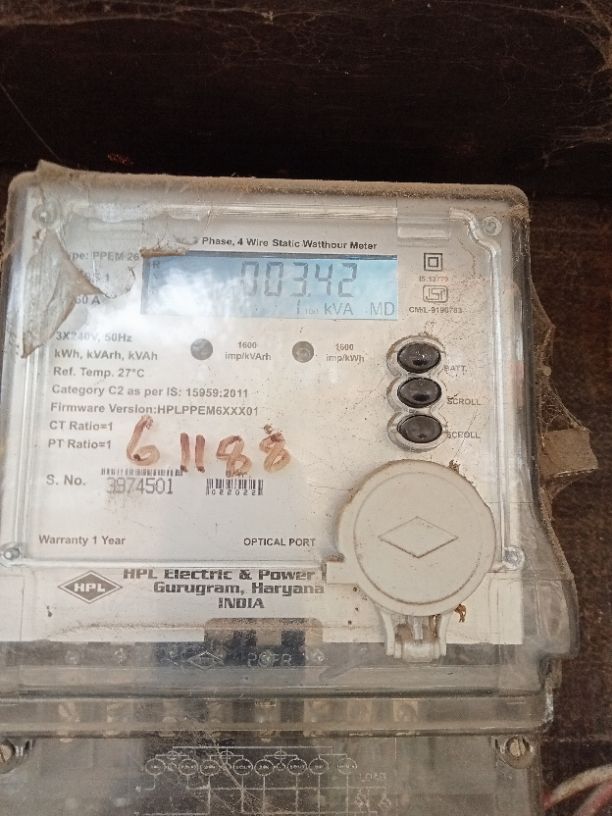 Phase, 4 Wire Static Watthour Meter
PPEM
R
003.42
kVA MD
IS:13779
CM/L-9190783
3X240V, 50Hz
kWh, kVArh, kVAh
Ref. Temp. 27°C
Category C2 as per IS: 15959:2011
Firmware Version:HPLPPEM6XXX01
CT Ratio=1
PT Ratio=1
1600
imp/kVArh
1600
imp/kWh
BATT.
SCROLL
SCROLL
61188
S. No. 3974501
Warranty 1 Year
OPTICAL PORT
HPL
HPL Electric & Power
Gurugram, Haryana
INDIA